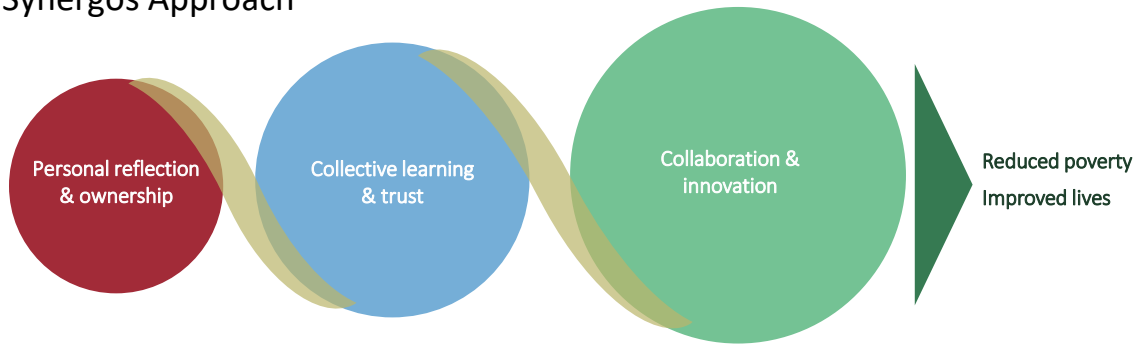 Synergos Approach
Personal reflection
& ownership
Collective learning
& trust
Collaboration &
innovation
Reduced poverty
Improved lives